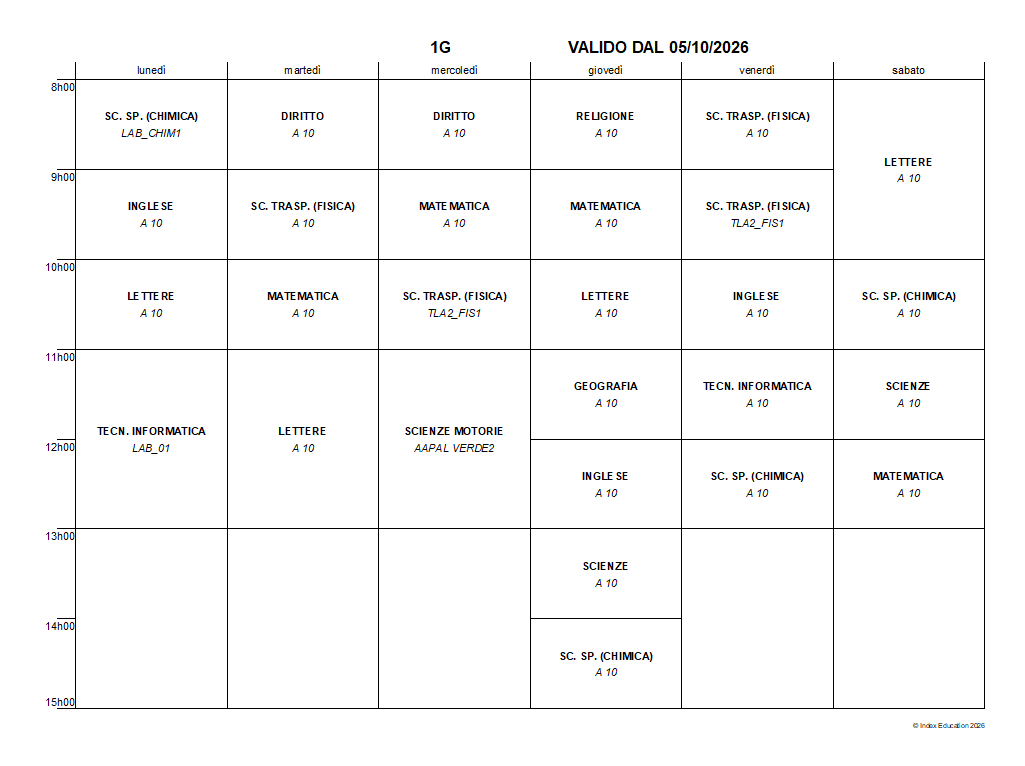 1G VALIDO DAL 05/10/2026
lunedì martedì mercoledì giovedì venerdì sabato
8h00
SC. SP. (CHIMICA) DIRITTO DIRITTO RELIGIONE SC. TRASP. (FISICA)
LAB_CHIM1 A 10 A 10 A 10 A 10
LETTERE
A 10
9h00
INGLESE SC. TRASP. (FISICA) MATEMATICA MATEMATICA SC. TRASP. (FISICA)
A 10 A 10 A 10 A 10 TLA2_FIS1
10h00
LETTERE MATEMATICA SC. TRASP. (FISICA) LETTERE INGLESE SC. SP. (CHIMICA)
A 10 A 10 TLA2_FIS1 A 10 A 10 A 10
11h00
GEOGRAFIA TECN. INFORMATICA SCIENZE
A 10 A 10 A 10
TECN. INFORMATICA LETTERE SCIENZE MOTORIE
LAB_01 A 10 AAPAL VERDE2
12h00
INGLESE SC. SP. (CHIMICA) MATEMATICA
A 10 A 10 A 10
13h00
SCIENZE
A 10
14h00
SC. SP. (CHIMICA)
A 10
15h00
© Index Education 2026